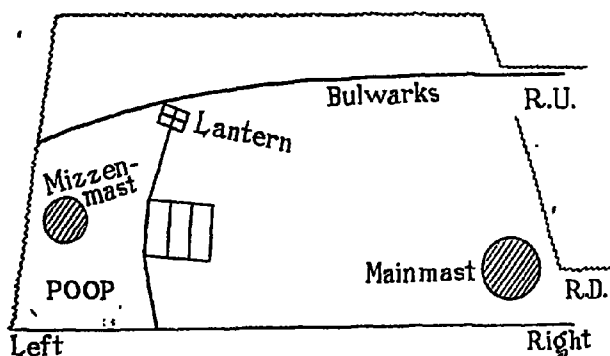 Bulwarks
R.U.
Lantern
Mizzen-
mast
Mainmast
POOP
R.D.
Left
Right